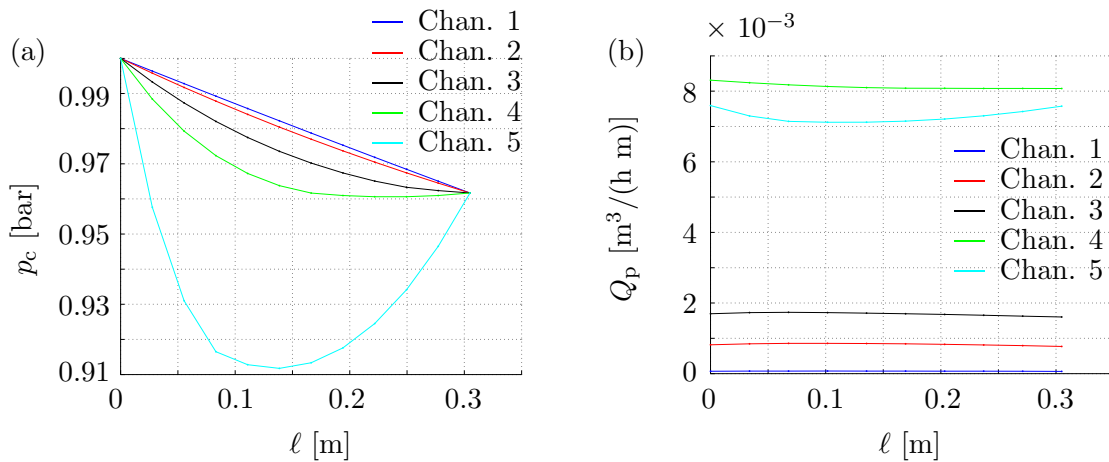 (a)
Chan. 1
Chan. 2
Chan. 3
Chan. 4
Chan. 5
0.99
0.97
0.95
0.93
0.91
p_c [bar]
0 0.1 0.2 0.3
ℓ [m]
(b)
× 10⁻³
8
6
4
2
0
Q_p [m³/(h m)]
Chan. 1
Chan. 2
Chan. 3
Chan. 4
Chan. 5
0 0.1 0.2 0.3
ℓ [m]